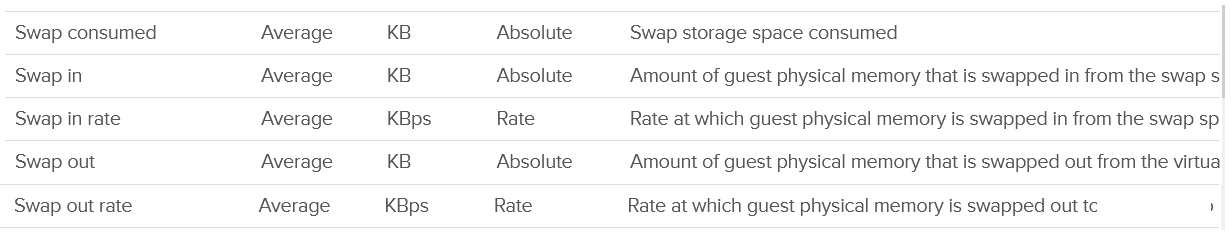 Swap consumed Average KB Absolute Swap storage space consumed
Swap in Average KB Absolute Amount of guest physical memory that is swapped in from the swap s
Swap in rate Average KBps Rate Rate at which guest physical memory is swapped in from the swap sp
Swap out Average KB Absolute Amount of guest physical memory that is swapped out from the virtua
Swap out rate Average KBps Rate Rate at which guest physical memory is swapped out to